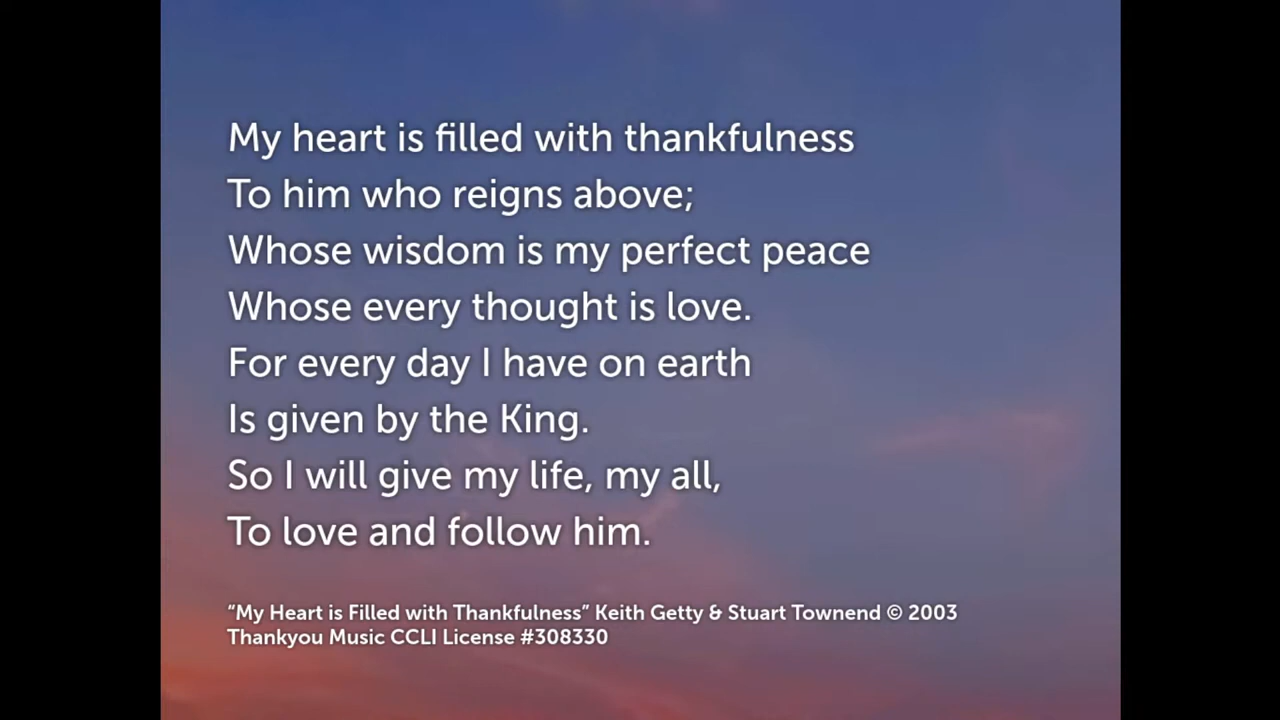 My heart is filled with thankfulness
To him who reigns above;
Whose wisdom is my perfect peace
Whose every thought is love.
For every day I have on earth
Is given by the King.
So I will give my life, my all,
To love and follow him.
“My Heart is Filled with Thankfulness” Keith Getty & Stuart Townend © 2003
Thankyou Music CCLI License #308330